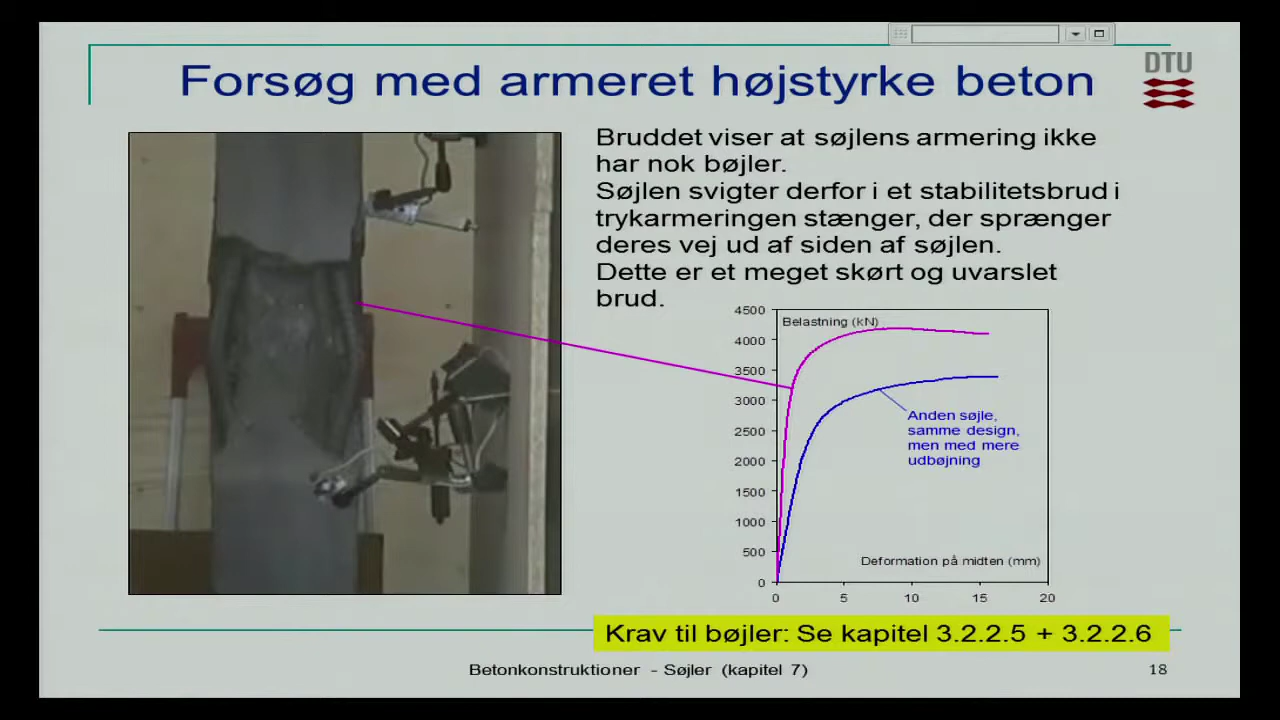 Forsøg med armeret højstyrke beton
DTU
Bruddet viser at søjlens armering ikke
har nok bøjler.
Søjlen svigter derfor i et stabilitetsbrud i
trykarmeringen stænger, der sprænger
deres vej ud af siden af søjlen.
Dette er et meget skørt og uvarslet
brud.
Belastning (kN)
4500
4000
3500
3000
2500
2000
1500
1000
500
0
Anden søjle,
samme design,
men med mere
udbøjning
Deformation på midten (mm)
0 5 10 15 20
Krav til bøjler: Se kapitel 3.2.2.5 + 3.2.2.6
Betonkonstruktioner - Søjler (kapitel 7)
18